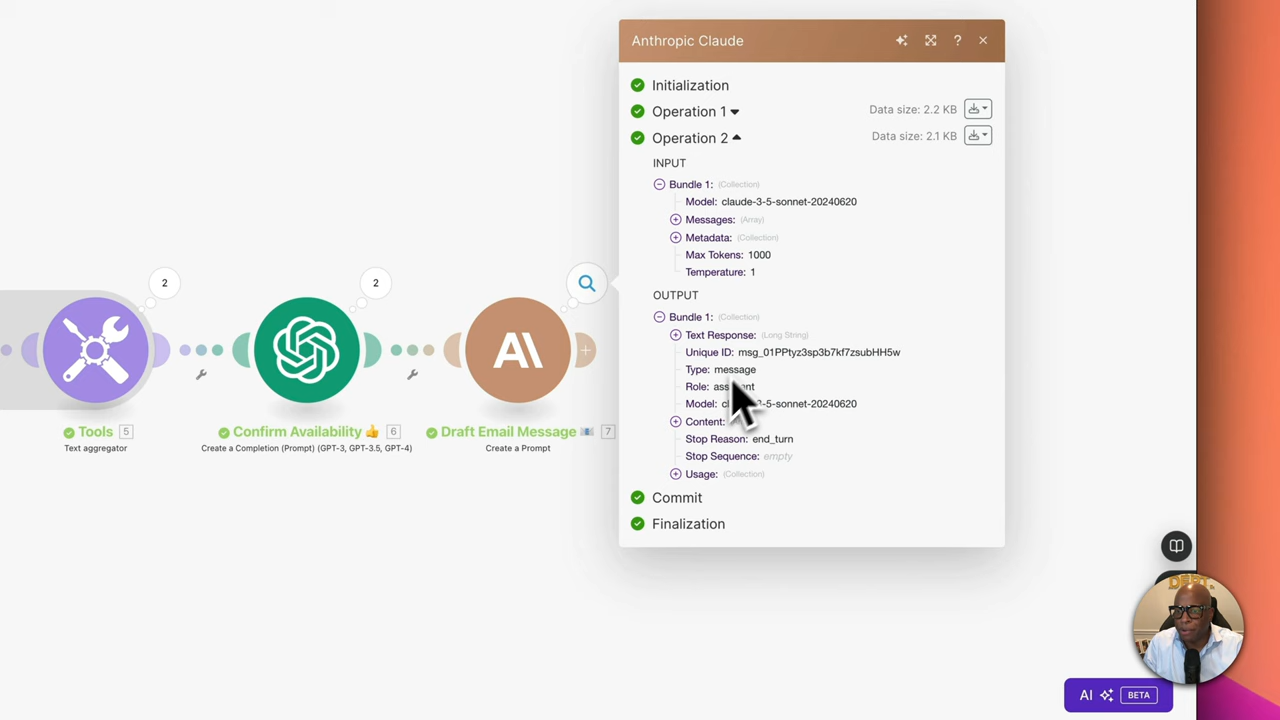 Anthropic Claude
?
Initialization
Operation 1
Data size: 2.2 KB
Operation 2
Data size: 2.1 KB
INPUT
Bundle 1: (Collection)
Model: claude-3-5-sonnet-20240620
Messages: (Array)
Metadata: (Collection)
Max Tokens: 1000
Temperature: 1
OUTPUT
Bundle 1: (Collection)
Text Response: (Long String)
Unique ID: msg_01PPtyz3sp3b7kf7zsubHH5w
Type: message
Role:
Model: 3-5-sonnet-20240620
Content:
Stop Reason: end_turn
Stop Sequence: empty
Usage: (Collection)
Commit
Finalization
2
2
A\
Tools 5
Text aggregator
Confirm Availability 👍 6
Create a Completion (Prompt) (GPT-3, GPT-3.5, GPT-4)
Draft Email Message 📧 7
Create a Prompt
AI BETA